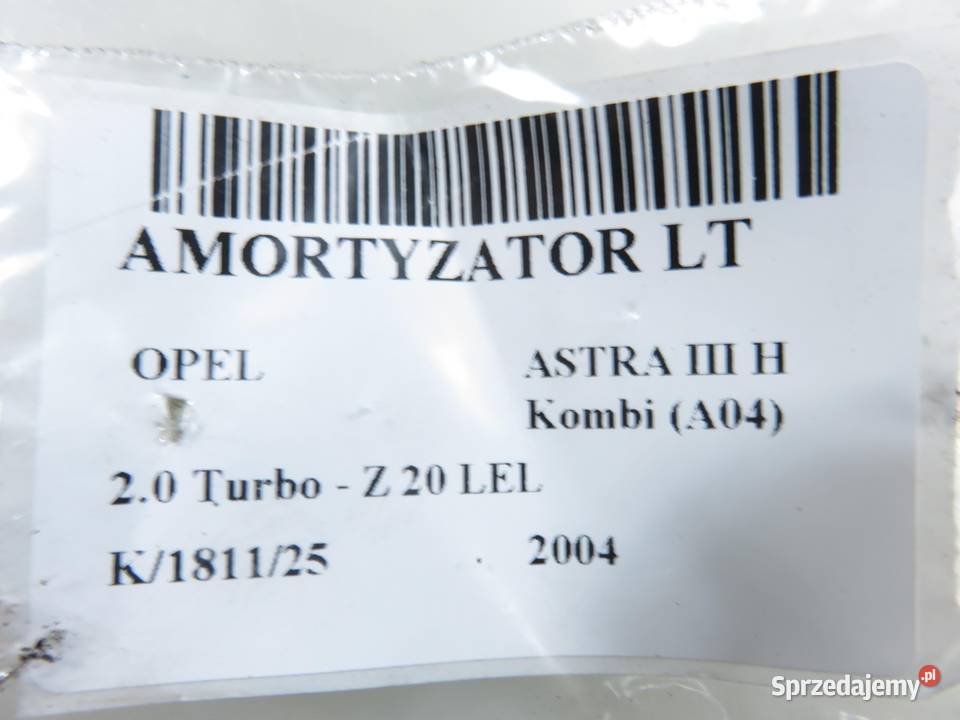 AMORTYZATOR LT
OPEL
ASTRA III H
Kombi (A04)
2.0 Turbo - Z 20 LEL
K/1811/25
2004
Sprzedajemy.pl